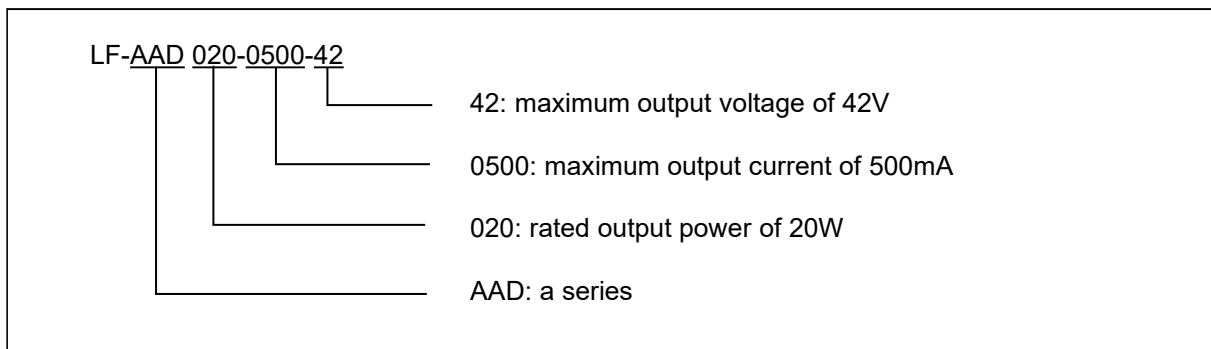 LF-AAD 020-0500-42
42: maximum output voltage of 42V
0500: maximum output current of 500mA
020: rated output power of 20W
AAD: a series